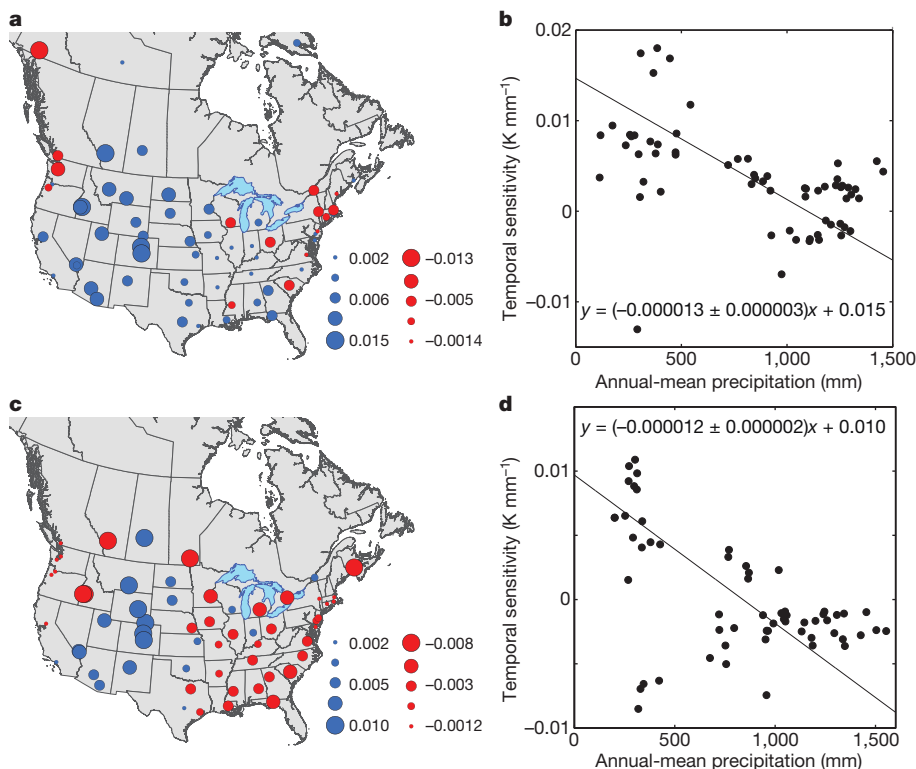 a
0.002
0.006
0.015
−0.013
−0.005
−0.0014
b
Temporal sensitivity (K mm⁻¹)
0.02
0.01
0
−0.01
y = (−0.000013 ± 0.000003)x + 0.015
0 500 1,000 1,500
Annual-mean precipitation (mm)
c
0.002
0.005
0.010
−0.008
−0.003
−0.0012
d
Temporal sensitivity (K mm⁻¹)
y = (−0.000012 ± 0.000002)x + 0.010
0.01
0
−0.01
0 500 1,000 1,500
Annual-mean precipitation (mm)